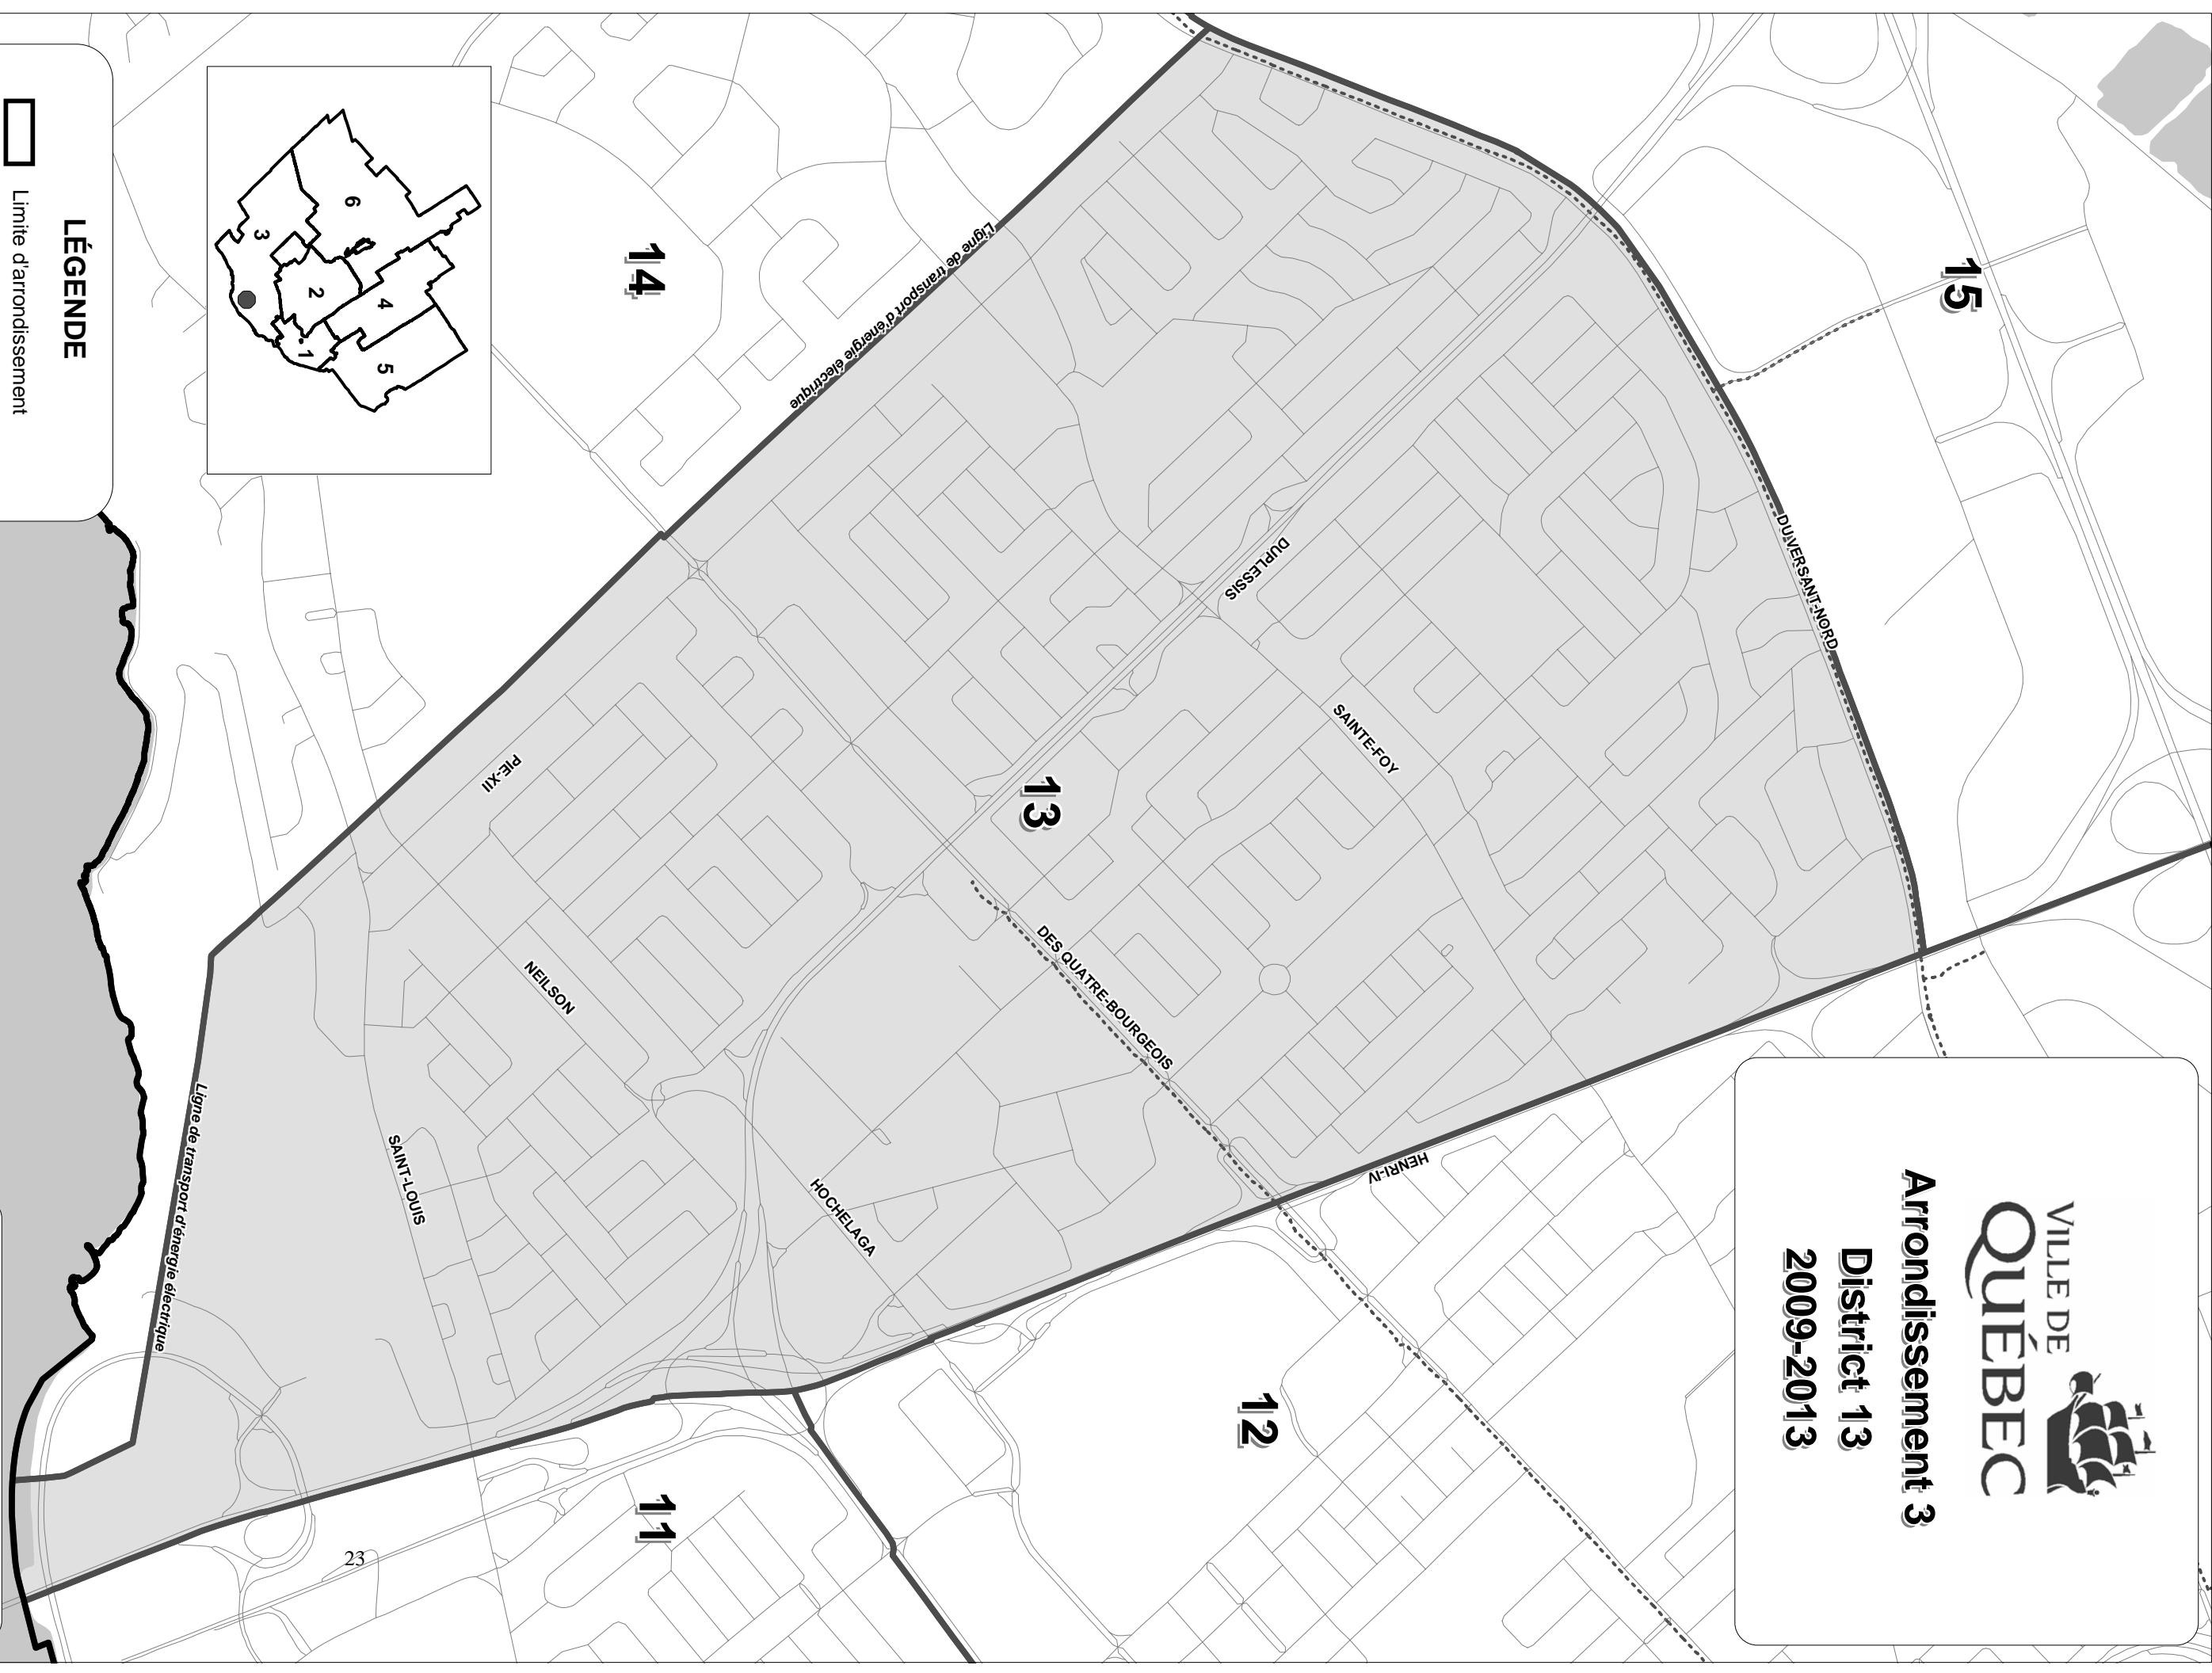 VILLE DE
QUÉBEC
Arrondissement 3
District 13
2009-2013
15
14
13
12
11
DU VERSANT-NORD
Ligne de transport d'énergie électrique
DUPLESSIS
SAINTE-FOY
PIE-XII
DES QUATRE-BOURGEOIS
HENRI-IV
NEILSON
HOCHELAGA
SAINT-LOUIS
Ligne de transport d'énergie électrique
6
3
2
4
1
5
LÉGENDE
Limite d'arrondissement
23